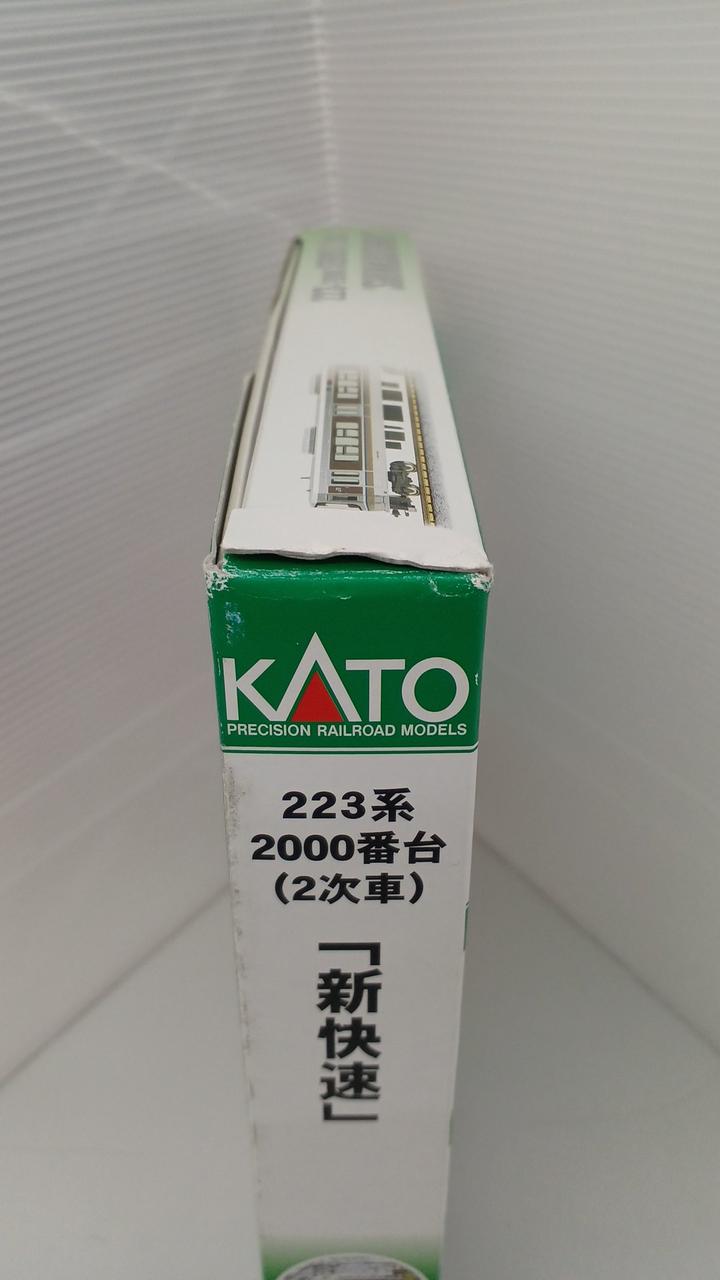 KATO
PRECISION RAILROAD MODELS
223系
2000番台
(2次車)
「新快速」